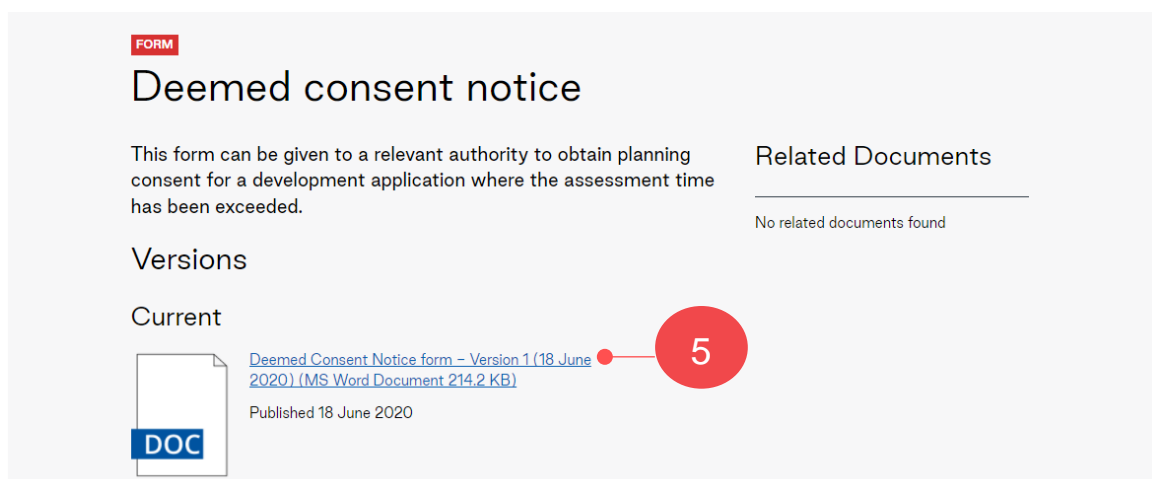 FORM
Deemed consent notice
This form can be given to a relevant authority to obtain planning
consent for a development application where the assessment time
has been exceeded.
Related Documents
No related documents found
Versions
Current
Deemed Consent Notice form – Version 1 (18 June
2020) (MS Word Document 214.2 KB)
Published 18 June 2020
DOC
5